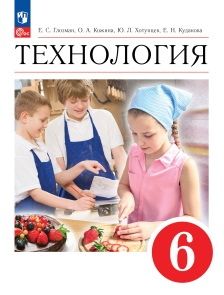 Е. С. Глозман, О. А. Кожина, Ю. Л. Хотунцев, Е. Н. Кудакова
ТЕХНОЛОГИЯ
6